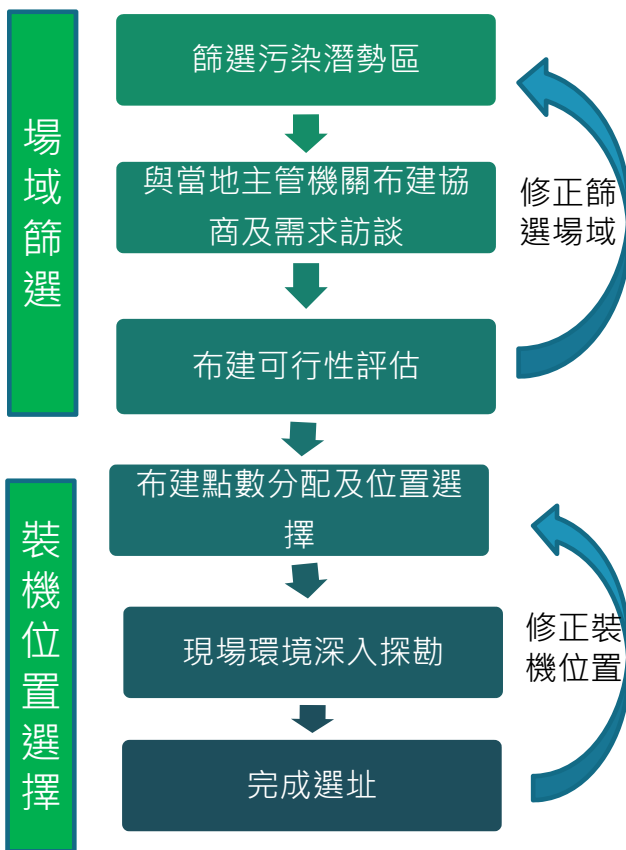 場域篩選
篩選污染潛勢區
與當地主管機關布建協
商及需求訪談
布建可行性評估
修正篩
選場域
裝機位置選擇
布建點數分配及位置選
擇
現場環境深入探勘
完成選址
修正裝
機位置